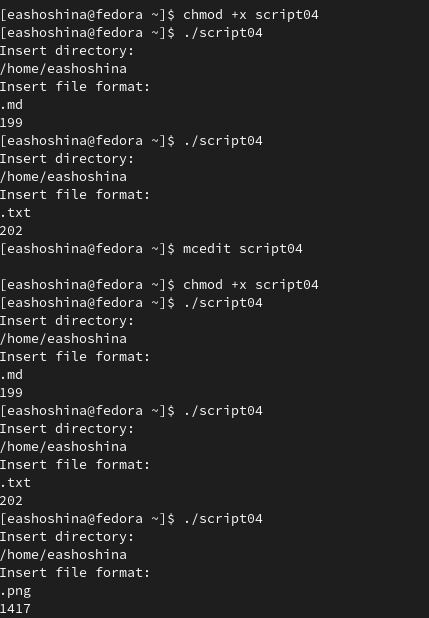 [eashoshina@fedora ~]$ chmod +x script04
[eashoshina@fedora ~]$ ./script04
Insert directory:
/home/eashoshina
Insert file format:
.md
199
[eashoshina@fedora ~]$ ./script04
Insert directory:
/home/eashoshina
Insert file format:
.txt
202
[eashoshina@fedora ~]$ mcedit script04
[eashoshina@fedora ~]$ chmod +x script04
[eashoshina@fedora ~]$ ./script04
Insert directory:
/home/eashoshina
Insert file format:
.md
199
[eashoshina@fedora ~]$ ./script04
Insert directory:
/home/eashoshina
Insert file format:
.txt
202
[eashoshina@fedora ~]$ ./script04
Insert directory:
/home/eashoshina
Insert file format:
.png
1417